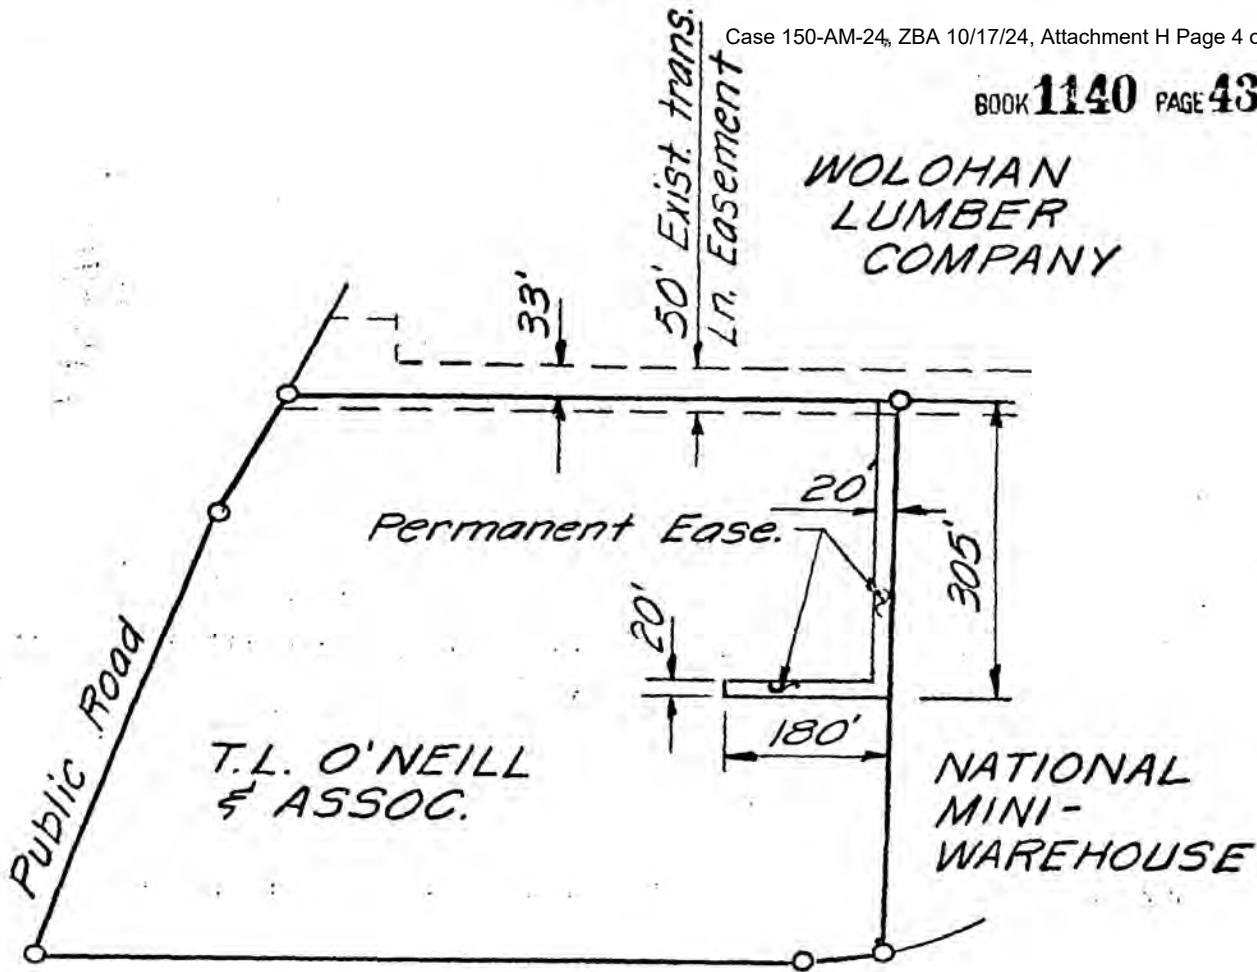 Case 150-AM-24, ZBA 10/17/24, Attachment H Page 4 o
BOOK 1140 PAGE 43
50' Exist. trans.
Ln. Easement
WOLOHAN
LUMBER
COMPANY
33'
20'
Permanent Ease.
305'
20'
180'
Public Road
T.L. O'NEILL
& ASSOC.
NATIONAL
MINI-
WAREHOUSE